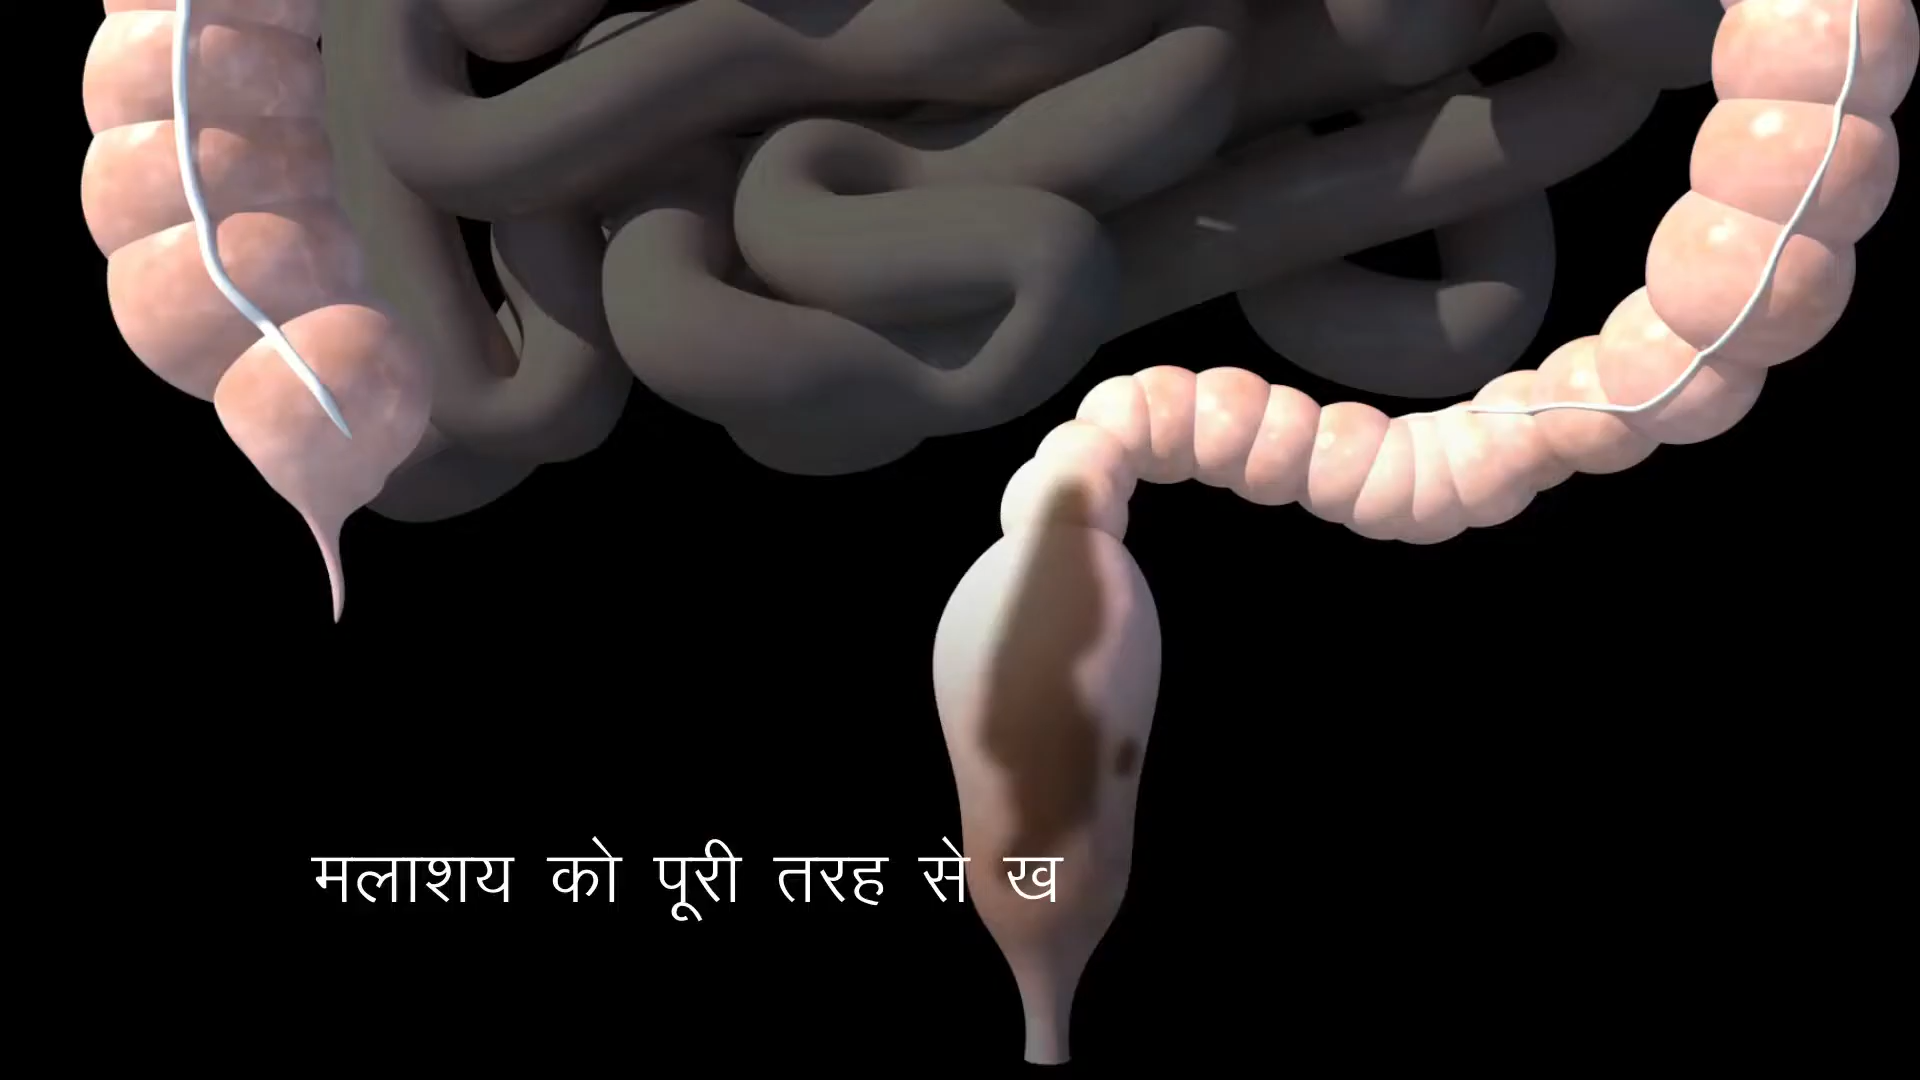 मलाशय को पूरी तरह से ख